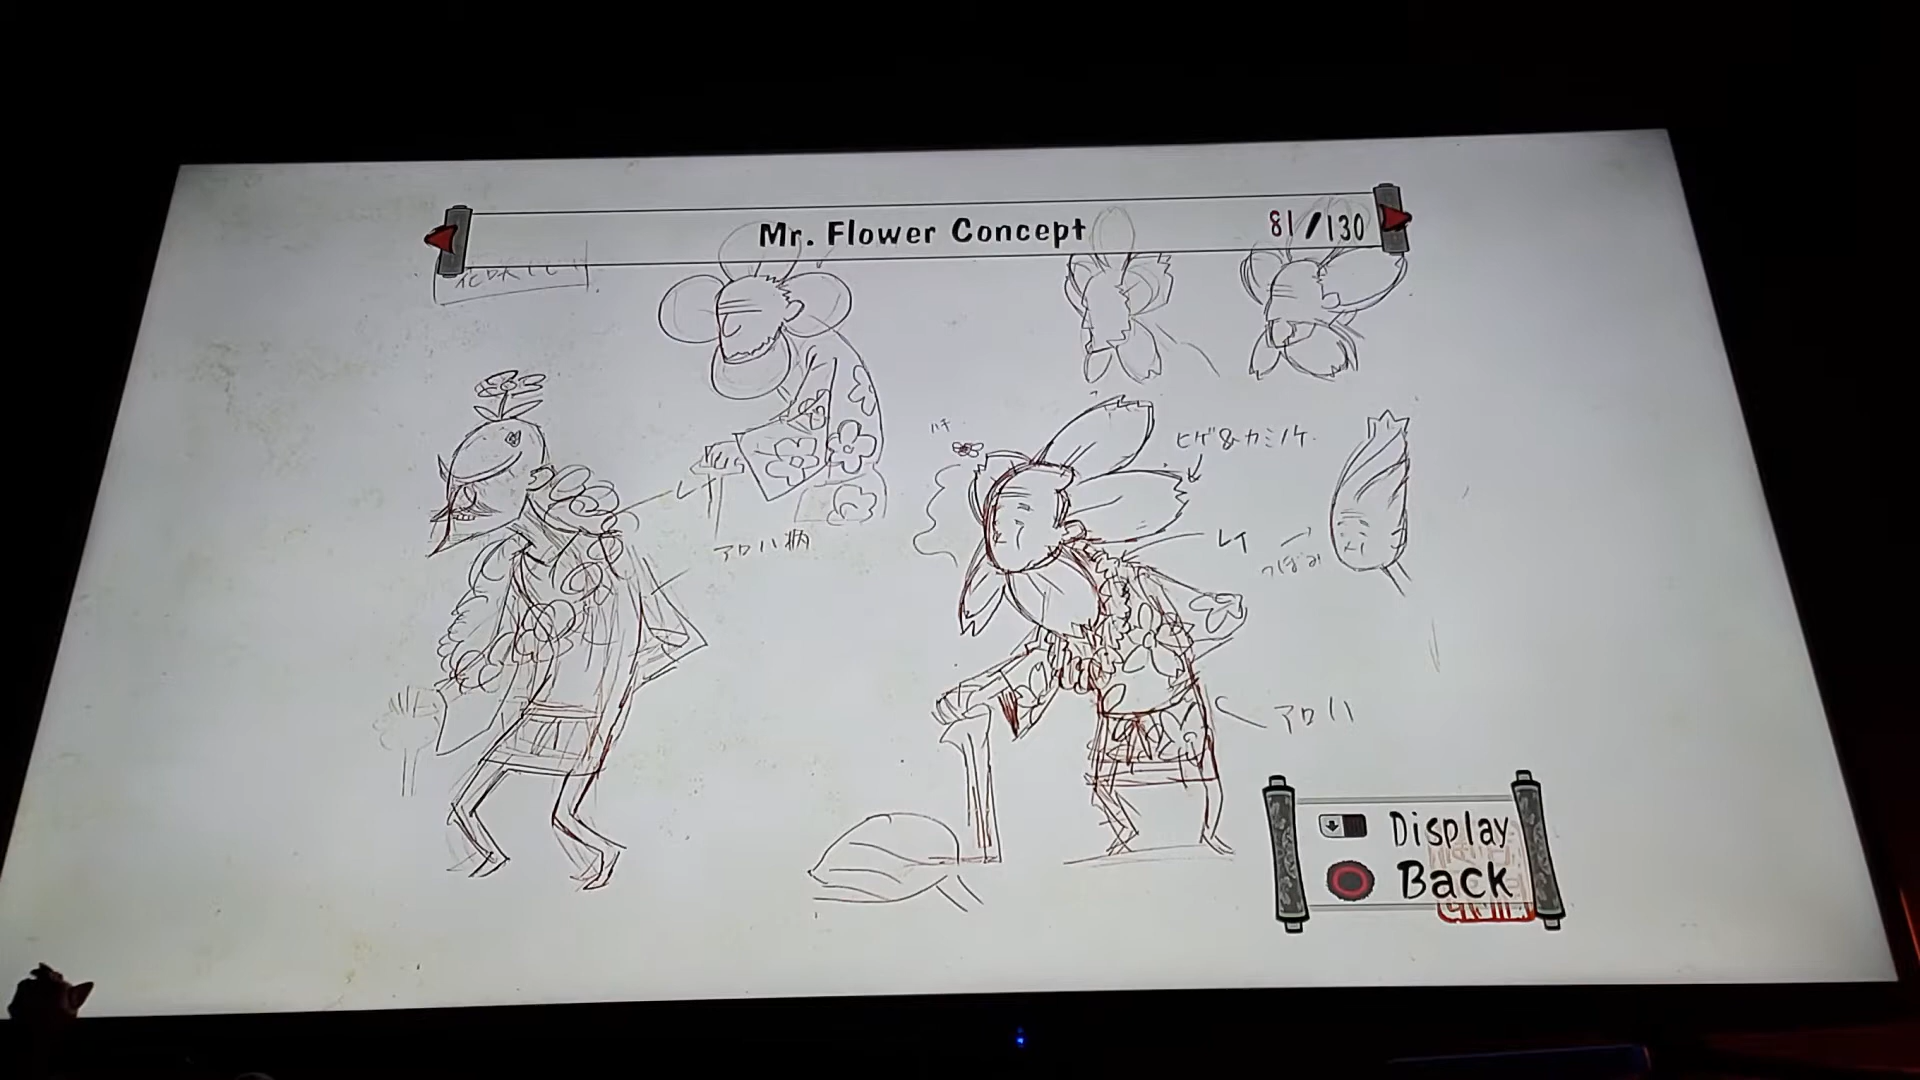 Mr. Flower Concept
81/130
ハチ
ヒゲ&カミノケ
レイ
アロハ柄
レイ
つぼみ
アロハ
Display
Back